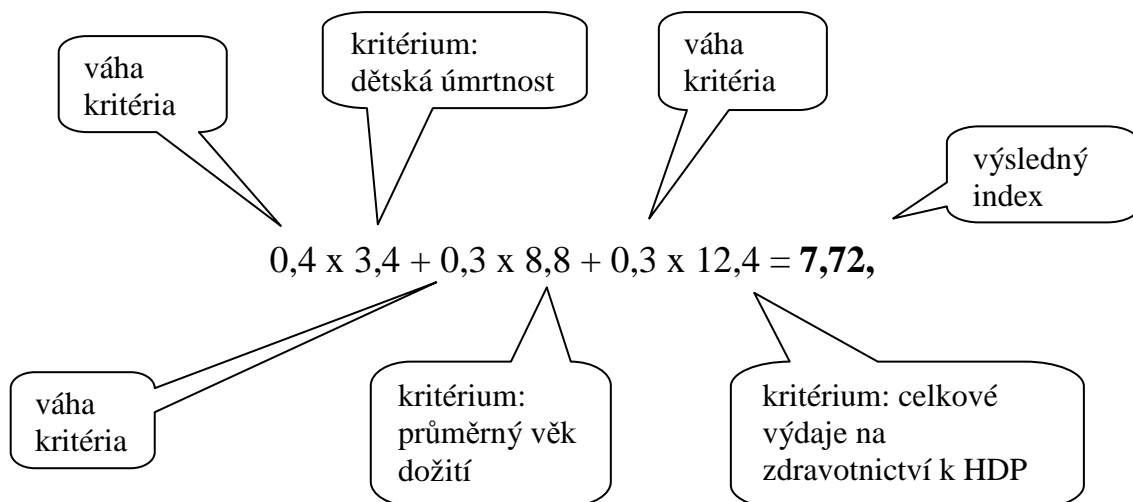 váha
kritéria
kritérium:
dětská úmrtnost
váha
kritéria
výsledný
index
0,4 x 3,4 + 0,3 x 8,8 + 0,3 x 12,4 = 7,72,
váha
kritéria
kritérium:
průměrný věk
dožití
kritérium: celkové
výdaje na
zdravotnictví k HDP